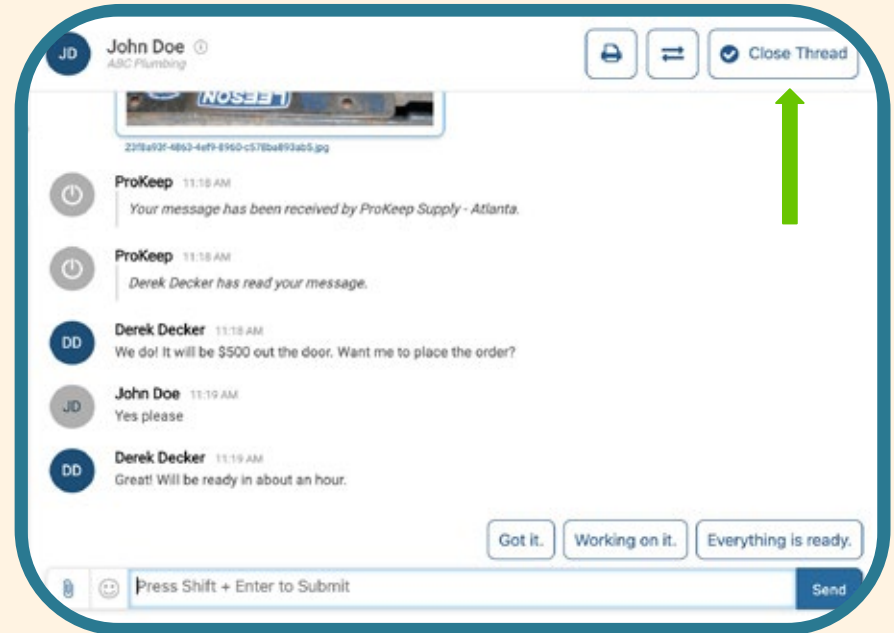 JD
John Doe
ABC Plumbing
Close Thread
LEESON
23f8a93f-4863-4ef9-8960-c578ba893ab5.jpg
ProKeep 11:18 AM
Your message has been received by ProKeep Supply - Atlanta.
ProKeep 11:18 AM
Derek Decker has read your message.
DD
Derek Decker 11:18 AM
We do! It will be $500 out the door. Want me to place the order?
JD
John Doe 11:19 AM
Yes please
DD
Derek Decker 11:19 AM
Great! Will be ready in about an hour.
Got it. Working on it. Everything is ready.
Press Shift + Enter to Submit
Send